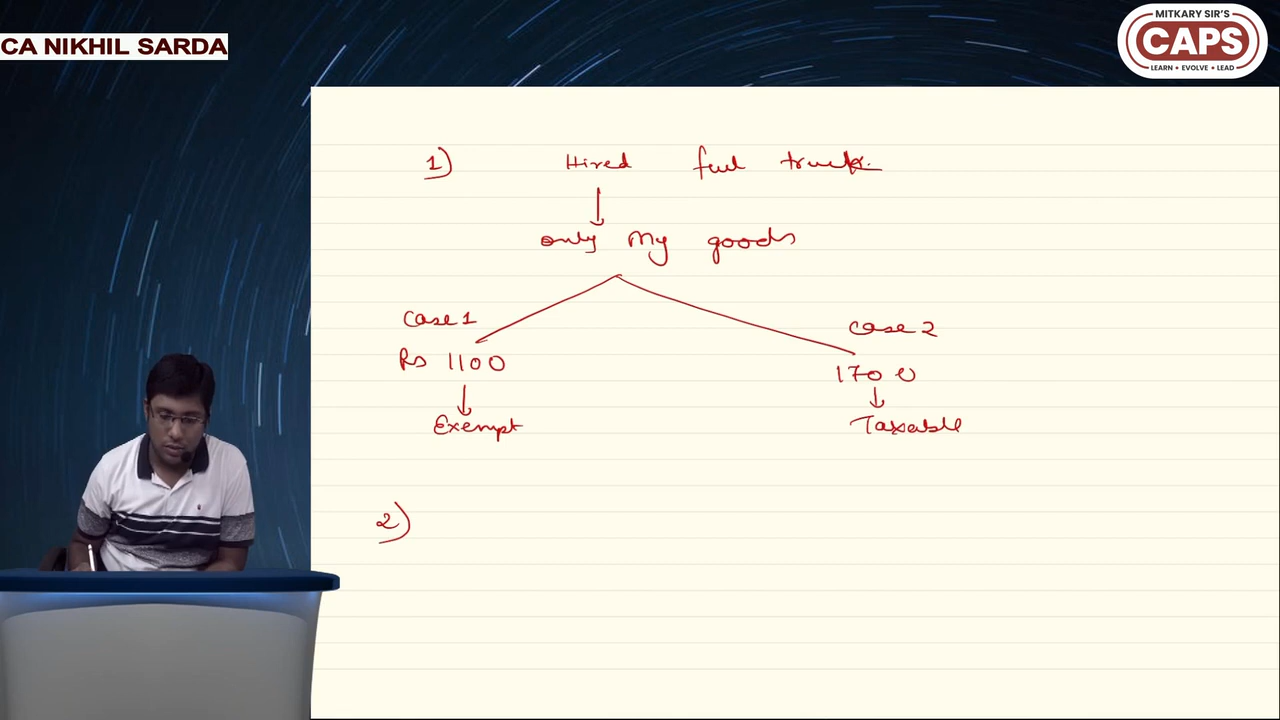 CA NIKHIL SARDA
MITKARY SIR'S
CAPS
LEARN • EVOLVE • LEAD
1) Hired full truck.
only My goods
Case 1
Case 2
Rs 1100
1700
Exempt
Taxable
2)